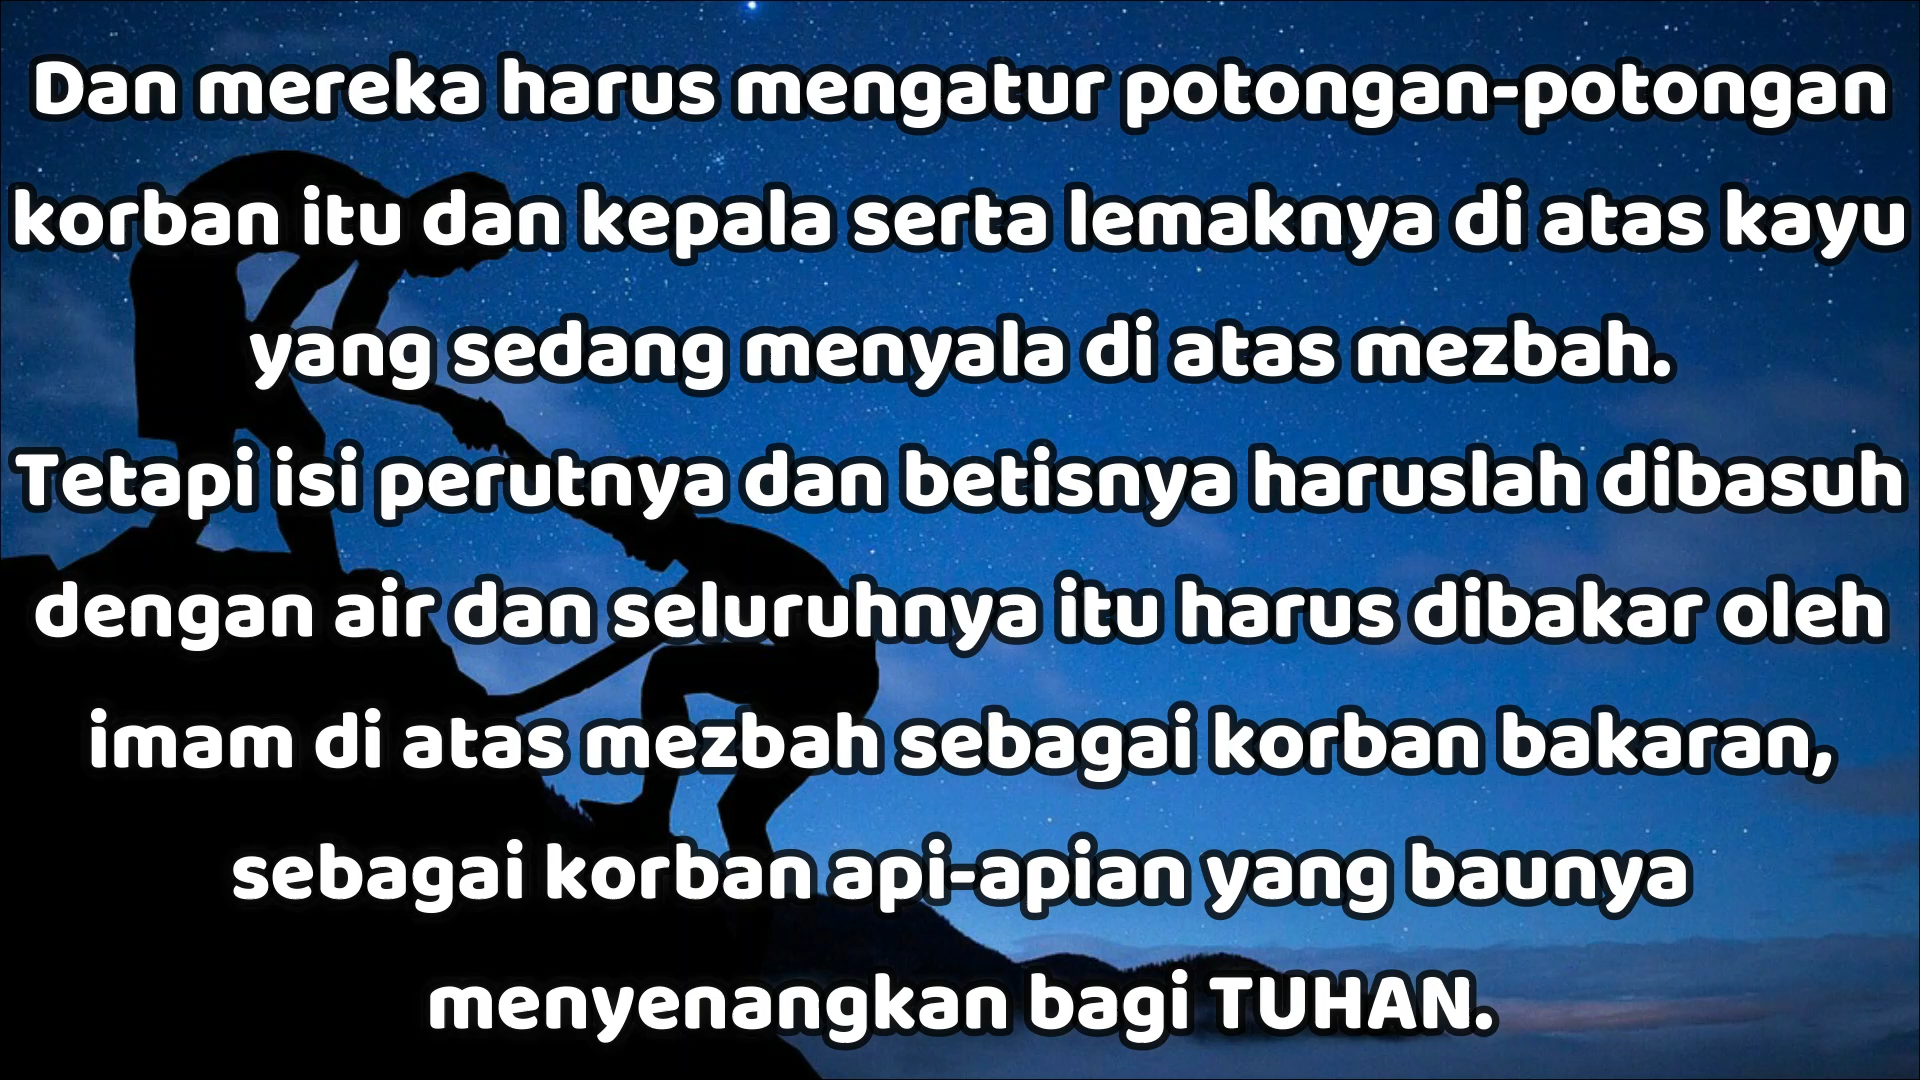 Dan mereka harus mengatur potongan-potongan
korban itu dan kepala serta lemaknya di atas kayu
yang sedang menyala di atas mezbah.
Tetapi isi perutnya dan betisnya haruslah dibasuh
dengan air dan seluruhnya itu harus dibakar oleh
imam di atas mezbah sebagai korban bakaran,
sebagai korban api-apian yang baunya
menyenangkan bagi TUHAN.